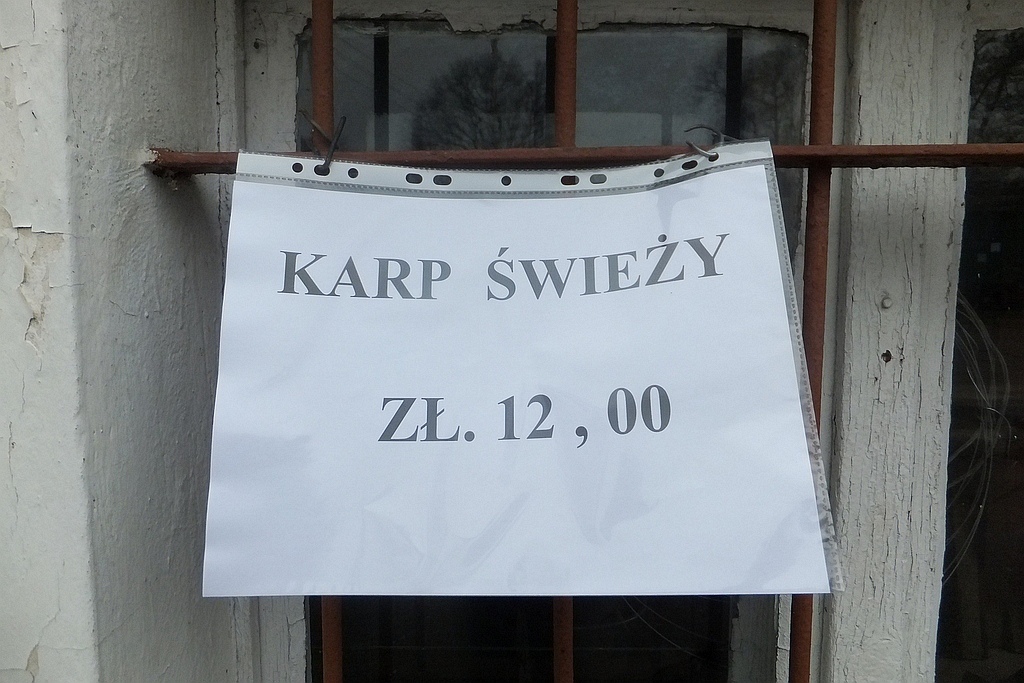 KARP ŚWIEŻY
ZŁ. 12 , 00